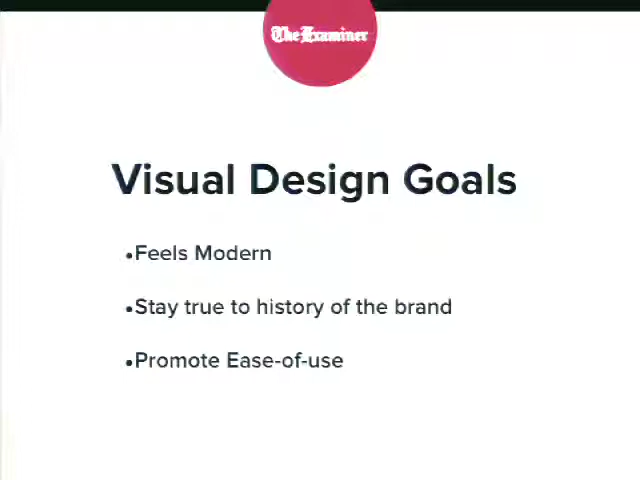 The Examiner
Visual Design Goals
•Feels Modern
•Stay true to history of the brand
•Promote Ease-of-use